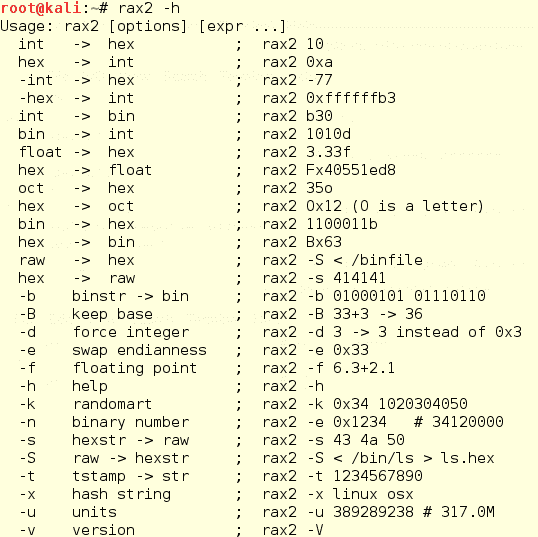 root@kali:~# rax2 -h
Usage: rax2 [options] [expr ...]
  int   ->  hex           ;  rax2 10
  hex   ->  int           ;  rax2 0xa
  -int  ->  hex           ;  rax2 -77
  -hex  ->  int           ;  rax2 0xffffffb3
  int   ->  bin           ;  rax2 b30
  bin   ->  int           ;  rax2 1010d
  float ->  hex           ;  rax2 3.33f
  hex   ->  float         ;  rax2 Fx40551ed8
  oct   ->  hex           ;  rax2 35o
  hex   ->  oct           ;  rax2 Ox12 (O is a letter)
  bin   ->  hex           ;  rax2 1100011b
  hex   ->  bin           ;  rax2 Bx63
  raw   ->  hex           ;  rax2 -S < /binfile
  hex   ->  raw           ;  rax2 -s 414141
  -b    binstr -> bin     ;  rax2 -b 01000101 01110110
  -B    keep base         ;  rax2 -B 33+3 -> 36
  -d    force integer     ;  rax2 -d 3 -> 3 instead of 0x3
  -e    swap endianness   ;  rax2 -e 0x33
  -f    floating point    ;  rax2 -f 6.3+2.1
  -h    help              ;  rax2 -h
  -k    randomart         ;  rax2 -k 0x34 1020304050
  -n    binary number     ;  rax2 -e 0x1234   # 34120000
  -s    hexstr -> raw     ;  rax2 -s 43 4a 50
  -S    raw -> hexstr     ;  rax2 -S < /bin/ls > ls.hex
  -t    tstamp -> str     ;  rax2 -t 1234567890
  -x    hash string       ;  rax2 -x linux osx
  -u    units             ;  rax2 -u 389289238 # 317.0M
  -v    version           ;  rax2 -V